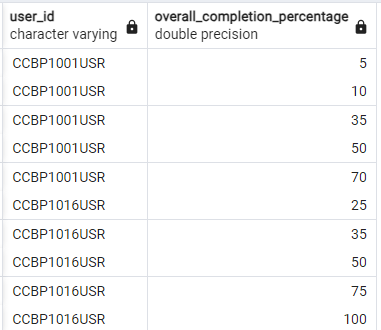 user_id overall_completion_percentage
character varying double precision
CCBP1001USR 5
CCBP1001USR 10
CCBP1001USR 35
CCBP1001USR 50
CCBP1001USR 70
CCBP1016USR 25
CCBP1016USR 35
CCBP1016USR 50
CCBP1016USR 75
CCBP1016USR 100